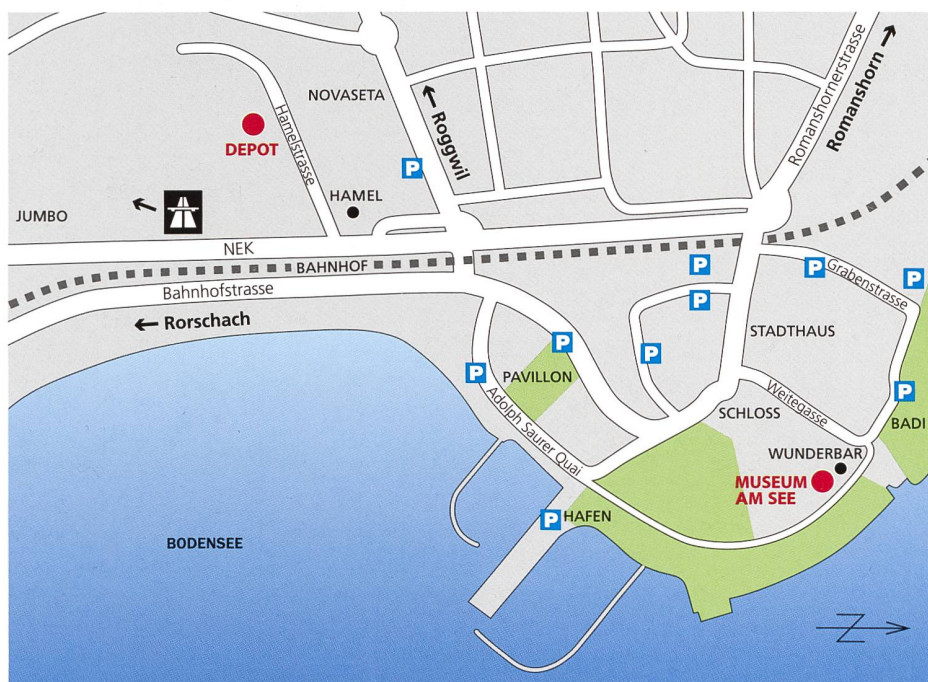 Romanshornerstrasse
Romanshorn
NOVASETA
Hamelstrasse
DEPOT
Roggwil
P
HAMEL
JUMBO
NEK
BAHNHOF
P
P
Grabenstrasse
P
Bahnhofstrasse
P
Rorschach
STADTHAUS
P
P
P
PAVILLON
Adolph Saurer Quai
Weitegasse
P
SCHLOSS
BADI
WUNDERBAR
MUSEUM
AM SEE
P
HAFEN
BODENSEE
N